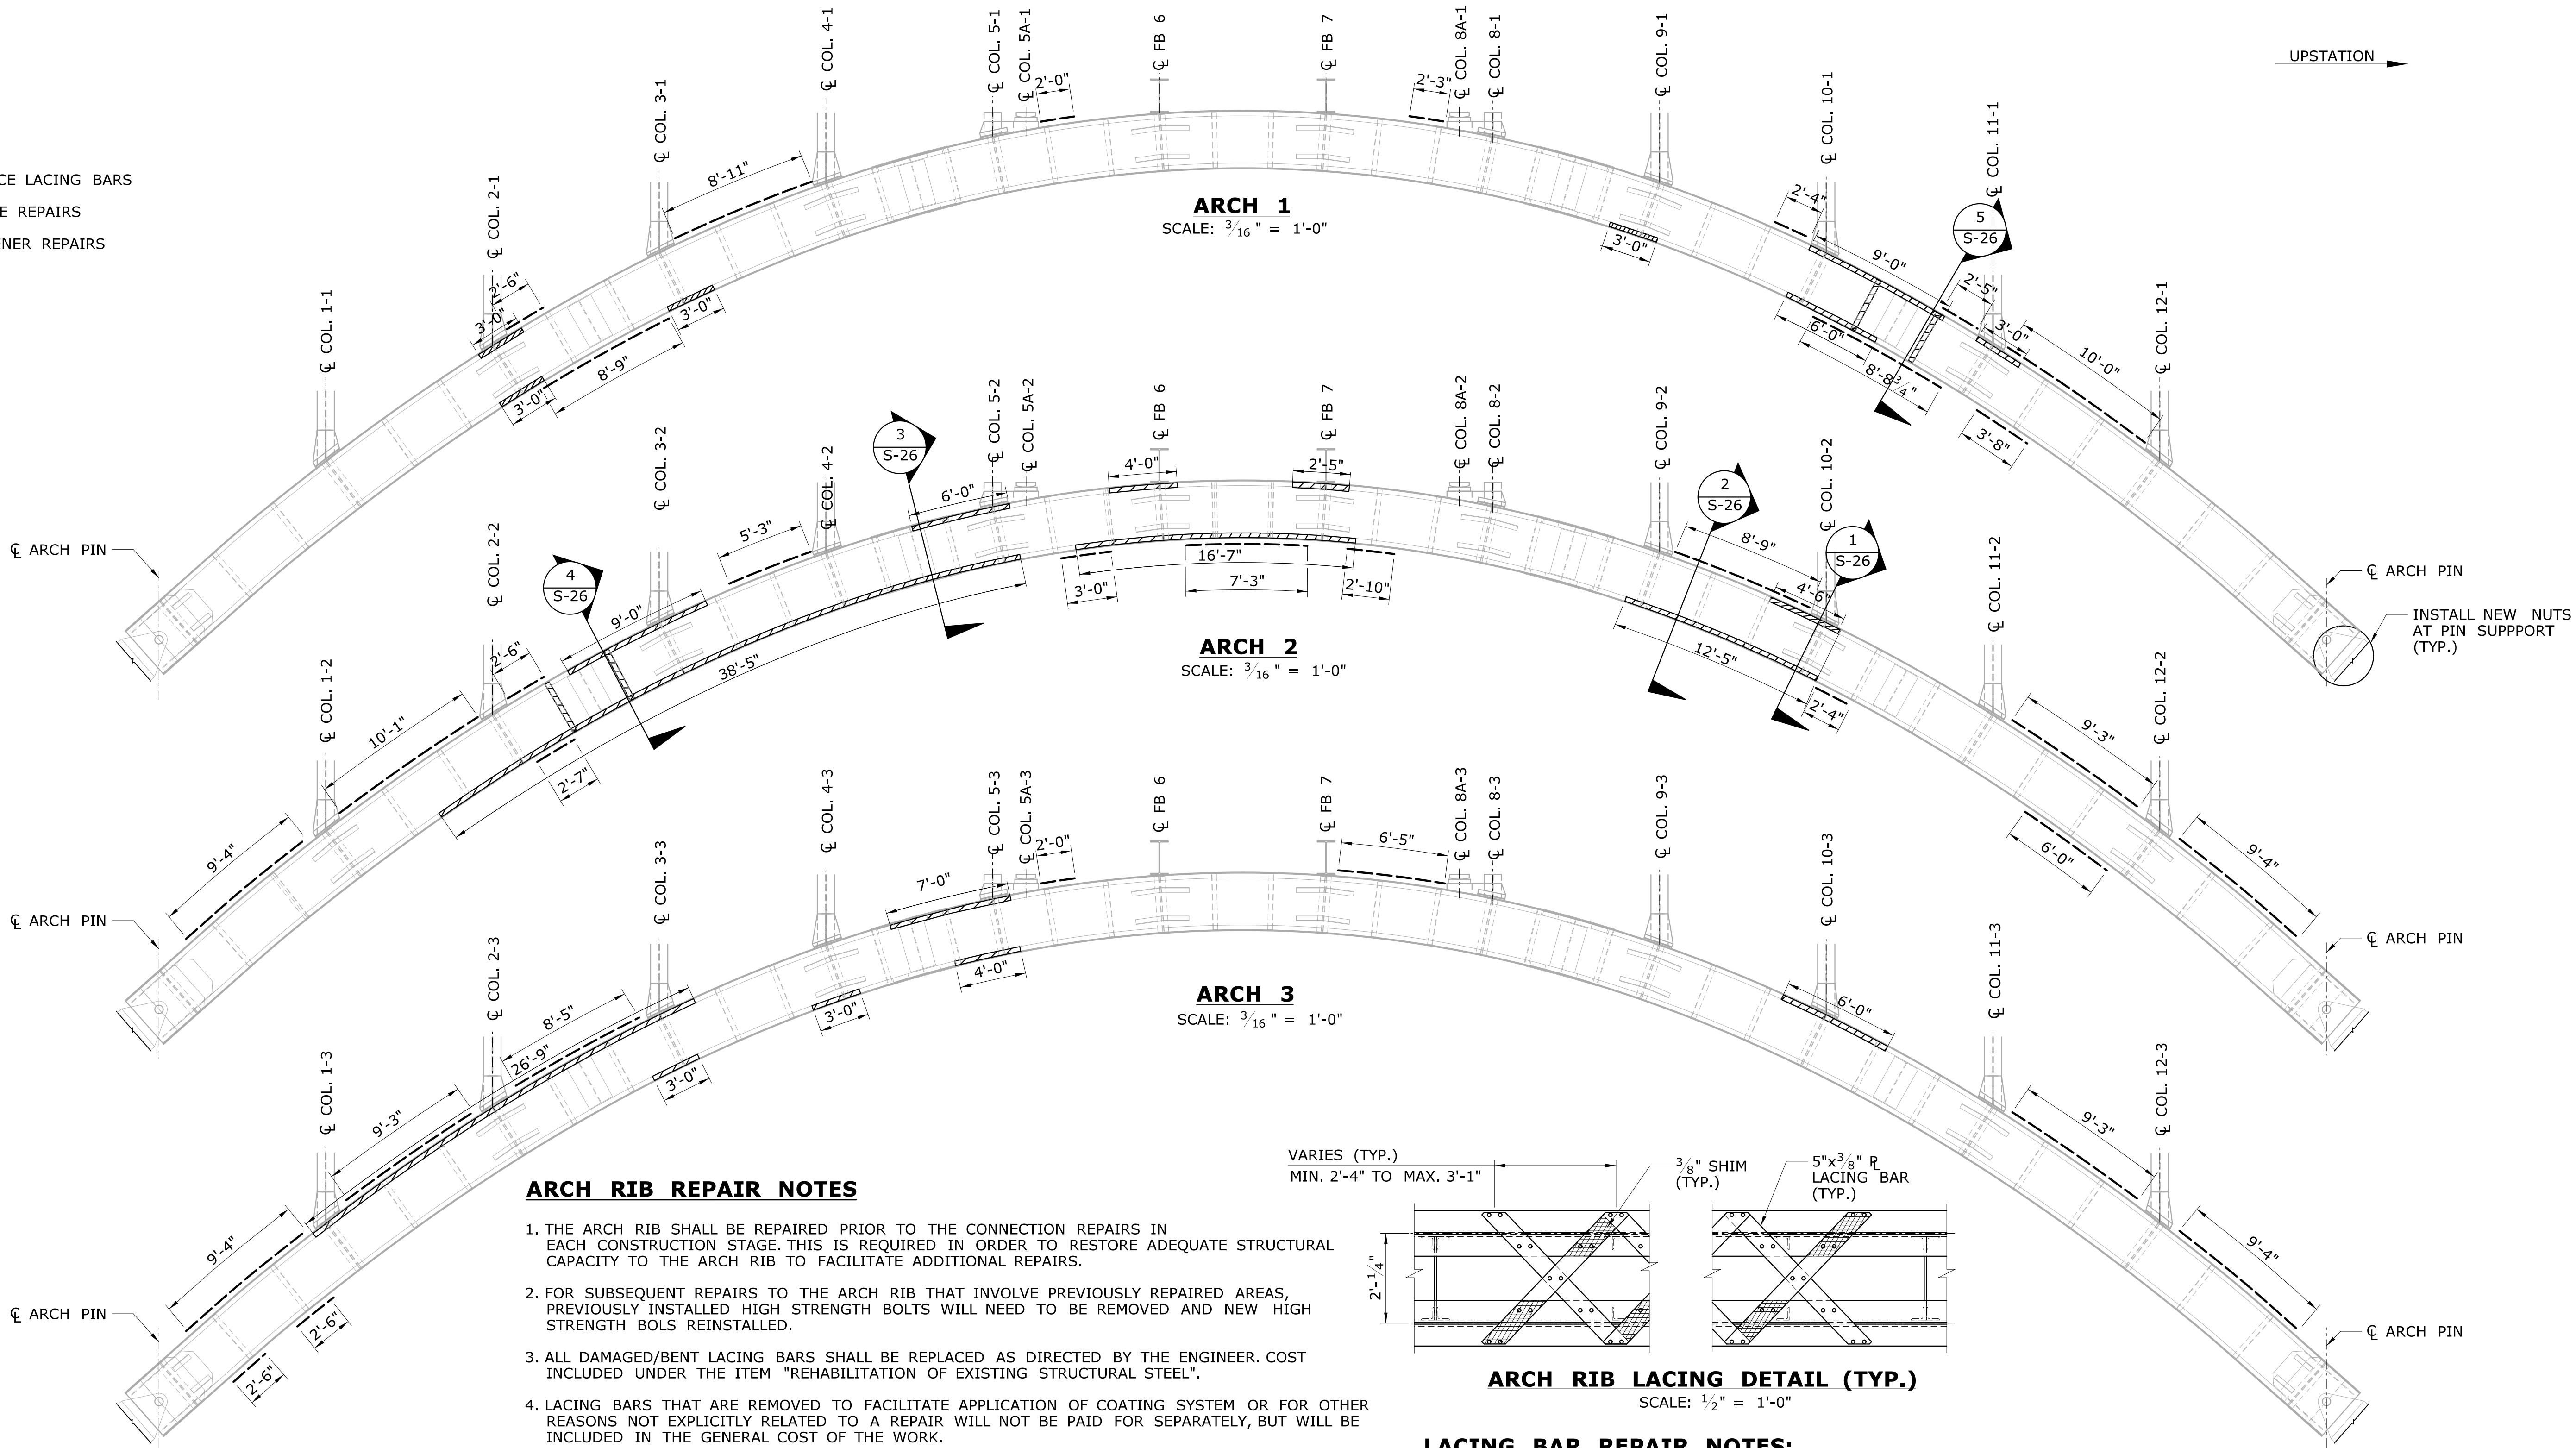 UPSTATION
CE LACING BARS
E REPAIRS
ENER REPAIRS
℄ COL. 1-1
℄ COL. 2-1
℄ COL. 3-1
℄ COL. 4-1
℄ COL. 5-1
℄ COL. 5A-1
℄ FB 6
℄ FB 7
℄ COL. 8A-1
℄ COL. 8-1
℄ COL. 9-1
℄ COL. 10-1
℄ COL. 11-1
℄ COL. 12-1
2'-6"
3'-0"
3'-0"
8'-9"
3'-0"
8'-11"
2'-0"
2'-3"
3'-0"
2'-4"
9'-0"
6'-0"
8'-8 3/4"
2'-5"
3'-0"
10'-0"
3'-8"
5
S-26
ARCH 1
SCALE: 3/16 " = 1'-0"
℄ ARCH PIN
℄ ARCH PIN
INSTALL NEW NUTS
AT PIN SUPPPORT
(TYP.)
℄ COL. 1-2
℄ COL. 2-2
℄ COL. 3-2
℄ COL. 4-2
℄ COL. 5-2
℄ COL. 5A-2
℄ FB 6
℄ FB 7
℄ COL. 8A-2
℄ COL. 8-2
℄ COL. 9-2
℄ COL. 10-2
℄ COL. 11-2
℄ COL. 12-2
9'-4"
10'-1"
2'-6"
2'-7"
9'-0"
38'-5"
5'-3"
6'-0"
4'-0"
2'-5"
3'-0"
16'-7"
7'-3"
2'-10"
8'-9"
4'-6"
12'-5"
2'-4"
9'-3"
6'-0"
9'-4"
4
S-26
3
S-26
2
S-26
1
S-26
ARCH 2
SCALE: 3/16 " = 1'-0"
℄ ARCH PIN
℄ ARCH PIN
℄ COL. 1-3
℄ COL. 2-3
℄ COL. 3-3
℄ COL. 4-3
℄ COL. 5-3
℄ COL. 5A-3
℄ FB 6
℄ FB 7
℄ COL. 8A-3
℄ COL. 8-3
℄ COL. 9-3
℄ COL. 10-3
℄ COL. 11-3
℄ COL. 12-3
9'-4"
2'-6"
2'-6"
9'-3"
26'-9"
8'-5"
3'-0"
3'-0"
7'-0"
4'-0"
2'-0"
6'-5"
6'-0"
9'-3"
9'-4"
ARCH 3
SCALE: 3/16 " = 1'-0"
℄ ARCH PIN
℄ ARCH PIN
ARCH RIB REPAIR NOTES
1. THE ARCH RIB SHALL BE REPAIRED PRIOR TO THE CONNECTION REPAIRS IN
EACH CONSTRUCTION STAGE. THIS IS REQUIRED IN ORDER TO RESTORE ADEQUATE STRUCTURAL
CAPACITY TO THE ARCH RIB TO FACILITATE ADDITIONAL REPAIRS.
2. FOR SUBSEQUENT REPAIRS TO THE ARCH RIB THAT INVOLVE PREVIOUSLY REPAIRED AREAS,
PREVIOUSLY INSTALLED HIGH STRENGTH BOLTS WILL NEED TO BE REMOVED AND NEW HIGH
STRENGTH BOLS REINSTALLED.
3. ALL DAMAGED/BENT LACING BARS SHALL BE REPLACED AS DIRECTED BY THE ENGINEER. COST
INCLUDED UNDER THE ITEM "REHABILITATION OF EXISTING STRUCTURAL STEEL".
4. LACING BARS THAT ARE REMOVED TO FACILITATE APPLICATION OF COATING SYSTEM OR FOR OTHER
REASONS NOT EXPLICITLY RELATED TO A REPAIR WILL NOT BE PAID FOR SEPARATELY, BUT WILL BE
INCLUDED IN THE GENERAL COST OF THE WORK.
VARIES (TYP.)
MIN. 2'-4" TO MAX. 3'-1"
3/8" SHIM
(TYP.)
5"x3/8" ℄
LACING BAR
(TYP.)
2'-1/4"
ARCH RIB LACING DETAIL (TYP.)
SCALE: 1/2" = 1'-0"
LACING BAR REPAIR NOTES: